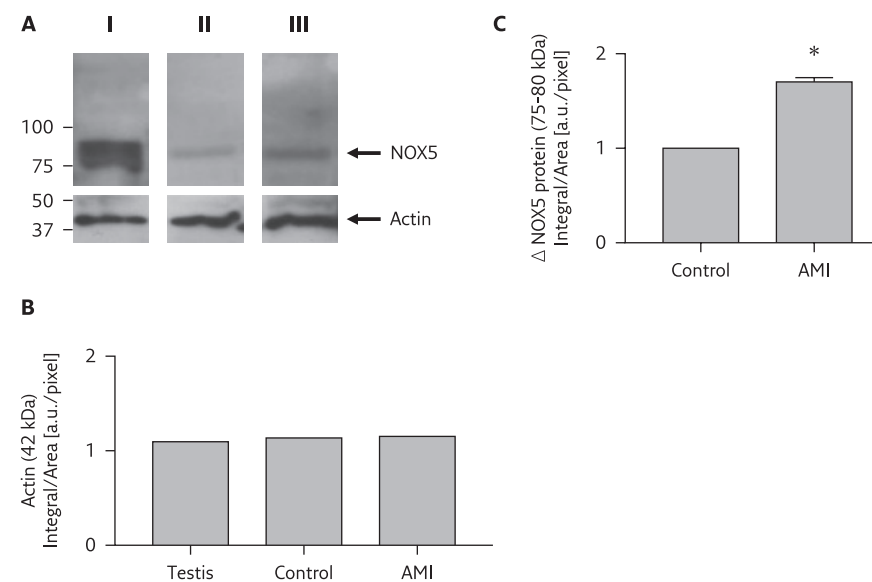 A
I
II
III
100
75
50
37
NOX5
Actin
B
Actin (42 kDa)
Integral/Area [a.u./pixel]
2
1
0
Testis
Control
AMI
C
△ NOX5 protein (75-80 kDa)
Integral/Area [a.u./pixel]
2
1
0
*
Control
AMI